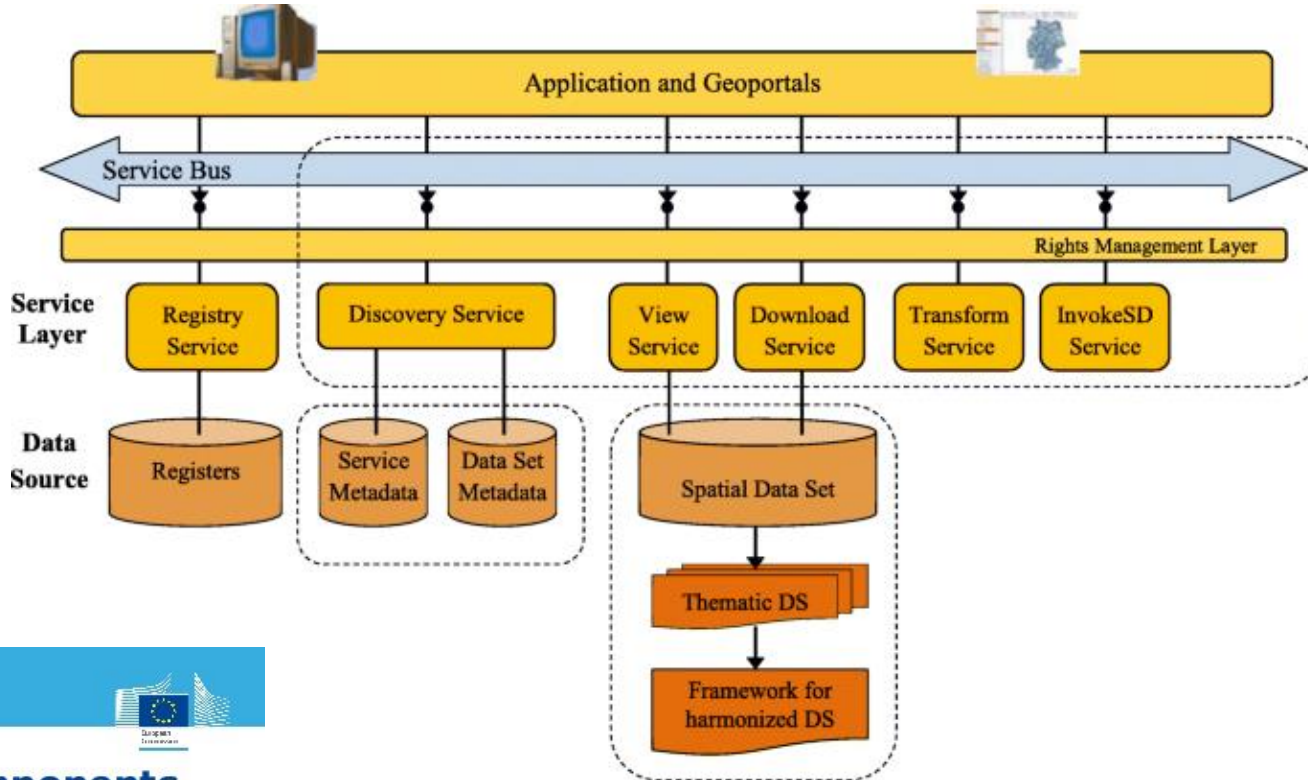 Application and Geoportals
Service Bus
Rights Management Layer
Service
Layer
Registry
Service
Discovery Service
View
Service
Download
Service
Transform
Service
InvokeSD
Service
Data
Source
Registers
Service
Metadata
Data Set
Metadata
Spatial Data Set
Thematic DS
Framework for
harmonized DS
European
Commission